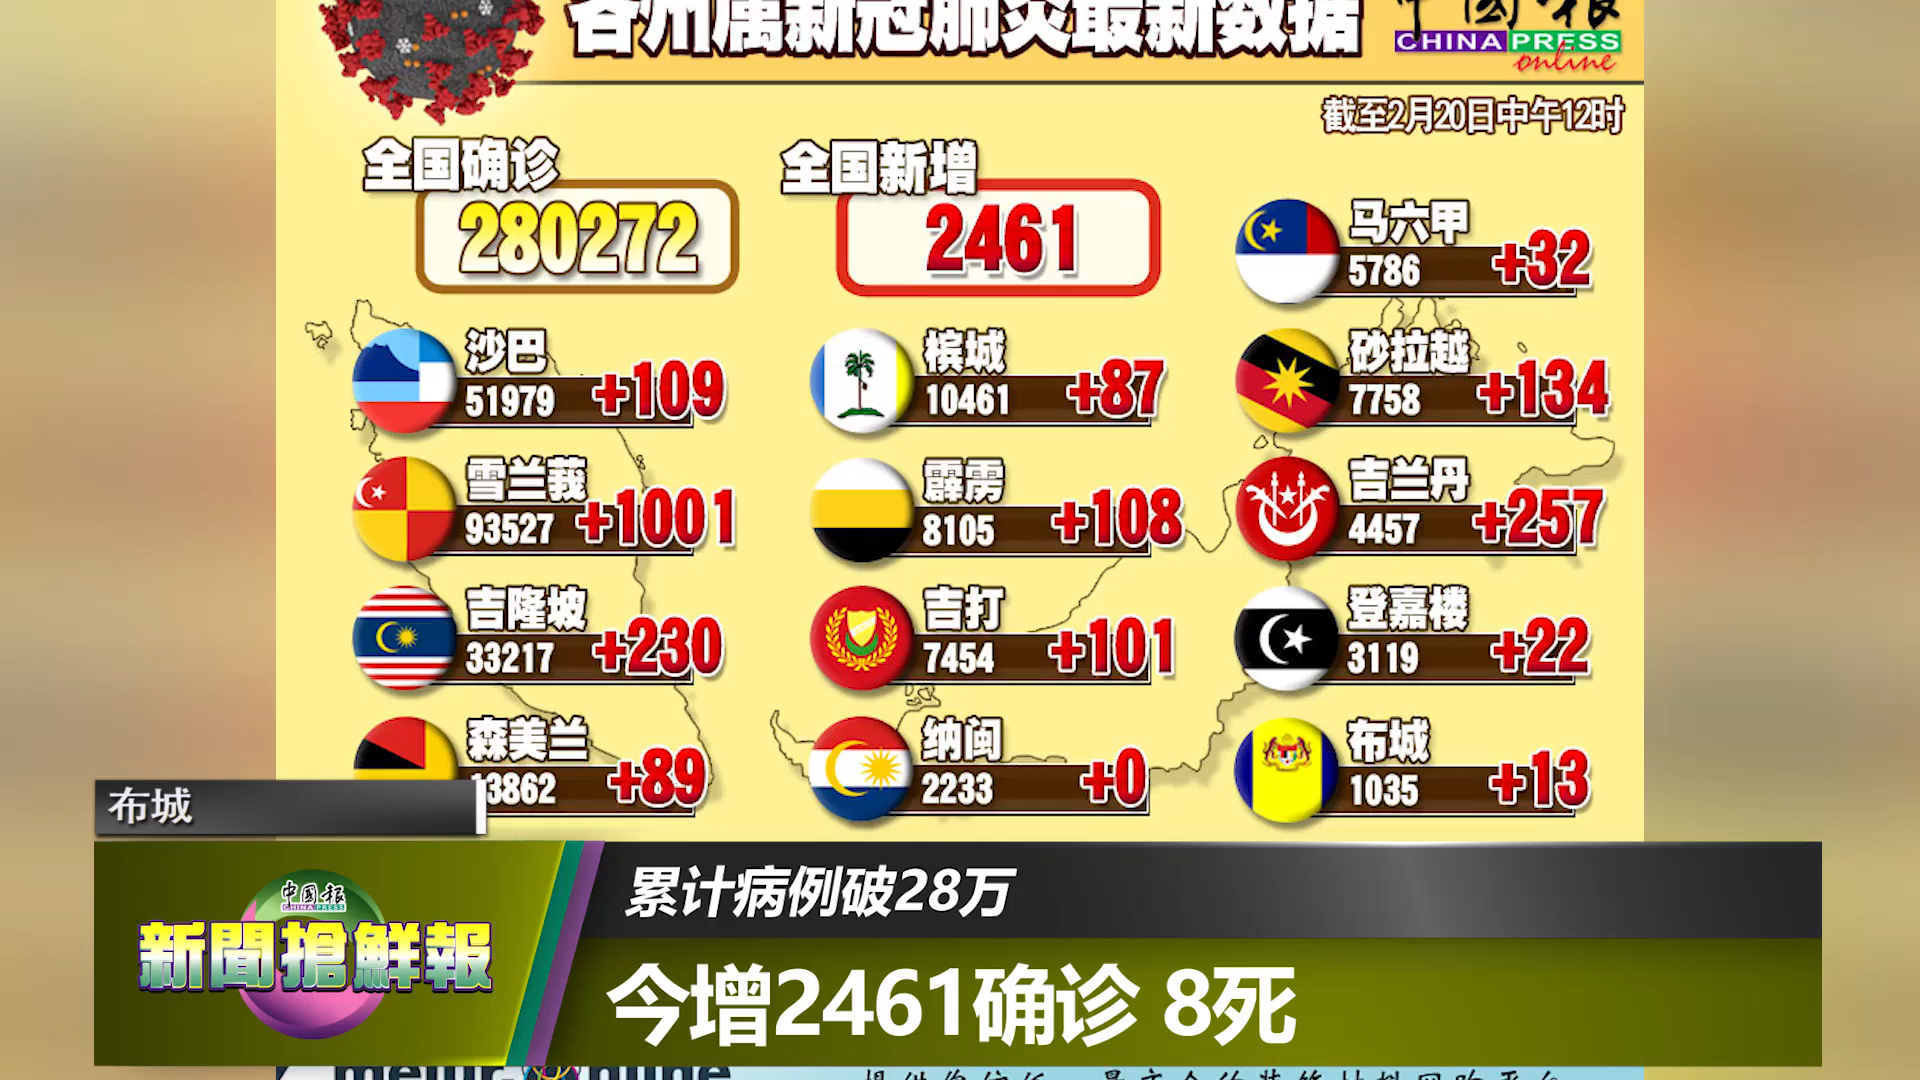 各州属新冠肺炎最新数据
中國報
CHINA PRESS
online
截至2月20日中午12时
全国确诊
280272
全国新增
2461
马六甲
5786 +32
沙巴
51979 +109
槟城
10461 +87
砂拉越
7758 +134
雪兰莪
93527 +1001
霹雳
8105 +108
吉兰丹
4457 +257
吉隆坡
33217 +230
吉打
7454 +101
登嘉楼
3119 +22
森美兰
13862 +89
纳闽
2233 +0
布城
1035 +13
布城
中國報
CHINA PRESS
新聞搶鮮報
累计病例破28万
今增2461确诊 8死